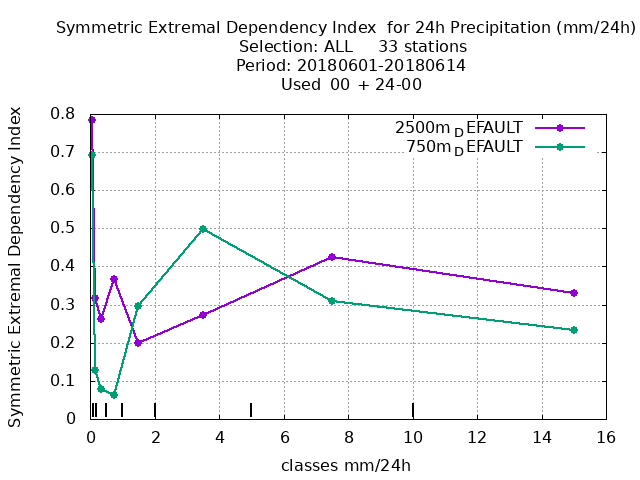 Symmetric Extremal Dependency Index  for 24h Precipitation (mm/24h)
Selection: ALL     33 stations
Period: 20180601-20180614
Used  00 + 24-00
Symmetric Extremal Dependency Index
0.8
0.7
0.6
0.5
0.4
0.3
0.2
0.1
0
2500m_DEFAULT
750m_DEFAULT
0 2 4 6 8 10 12 14 16
classes mm/24h